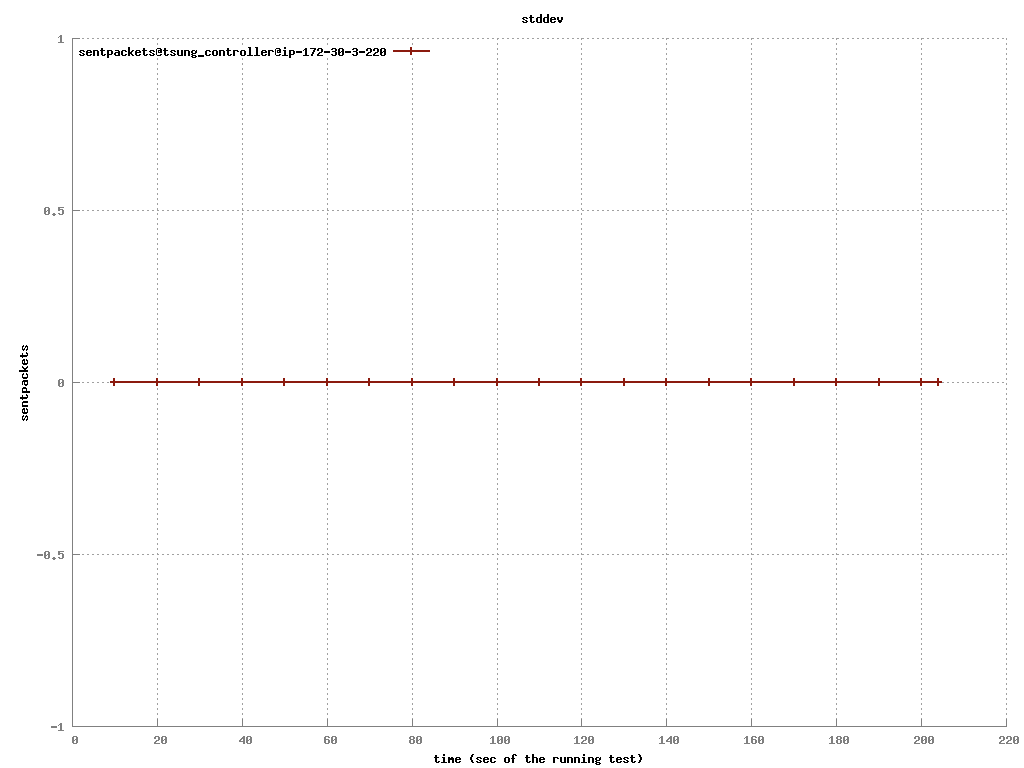 stddev
1
sentpackets@tsung_controller@ip-172-30-3-220
0.5
sentpackets
0
-0.5
-1
0 20 40 60 80 100 120 140 160 180 200 220
time (sec of the running test)